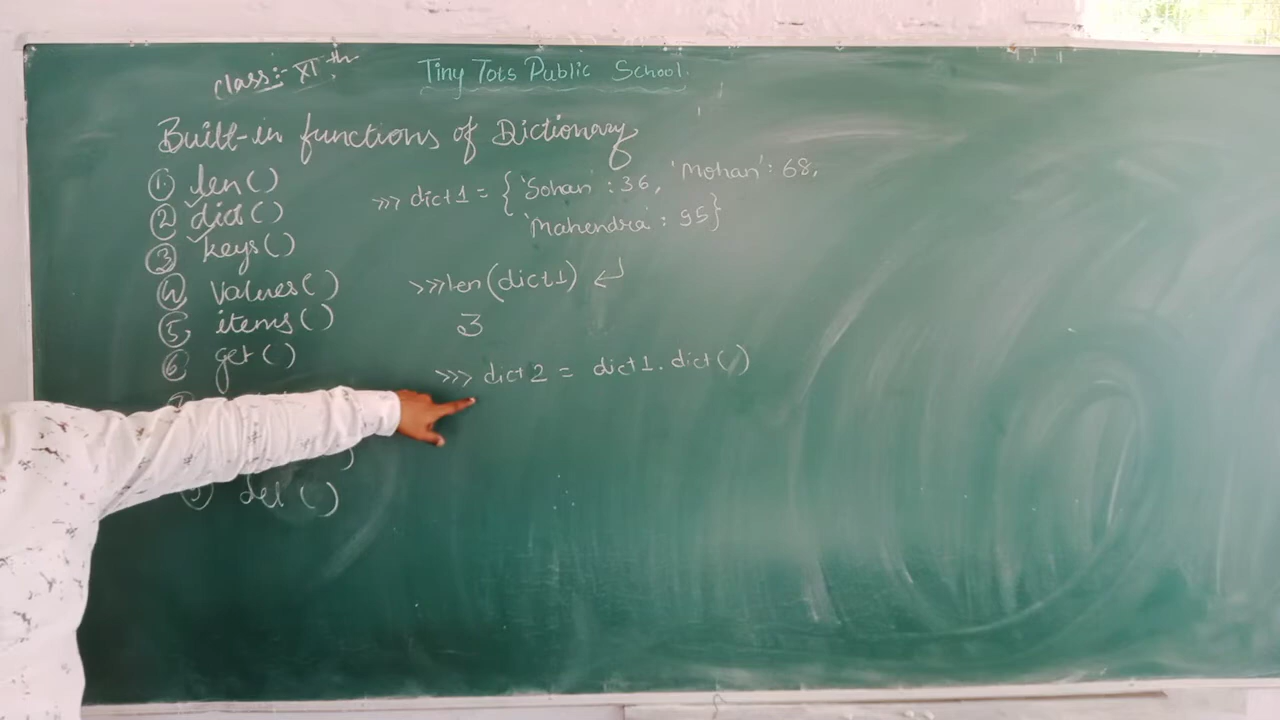 Class:- XI th
Tiny Tots Public School.
Built-in functions of Dictionary
① len()
② dict()
③ keys()
④ values()
⑤ items()
⑥ get()
⑦
del ()
>>> dict1 = {'Sohan' : 36, 'Mohan' : 68,
'Mahendra' : 95}
>>> len(dict1) ↵
3
>>> dict2 = dict1.dict()